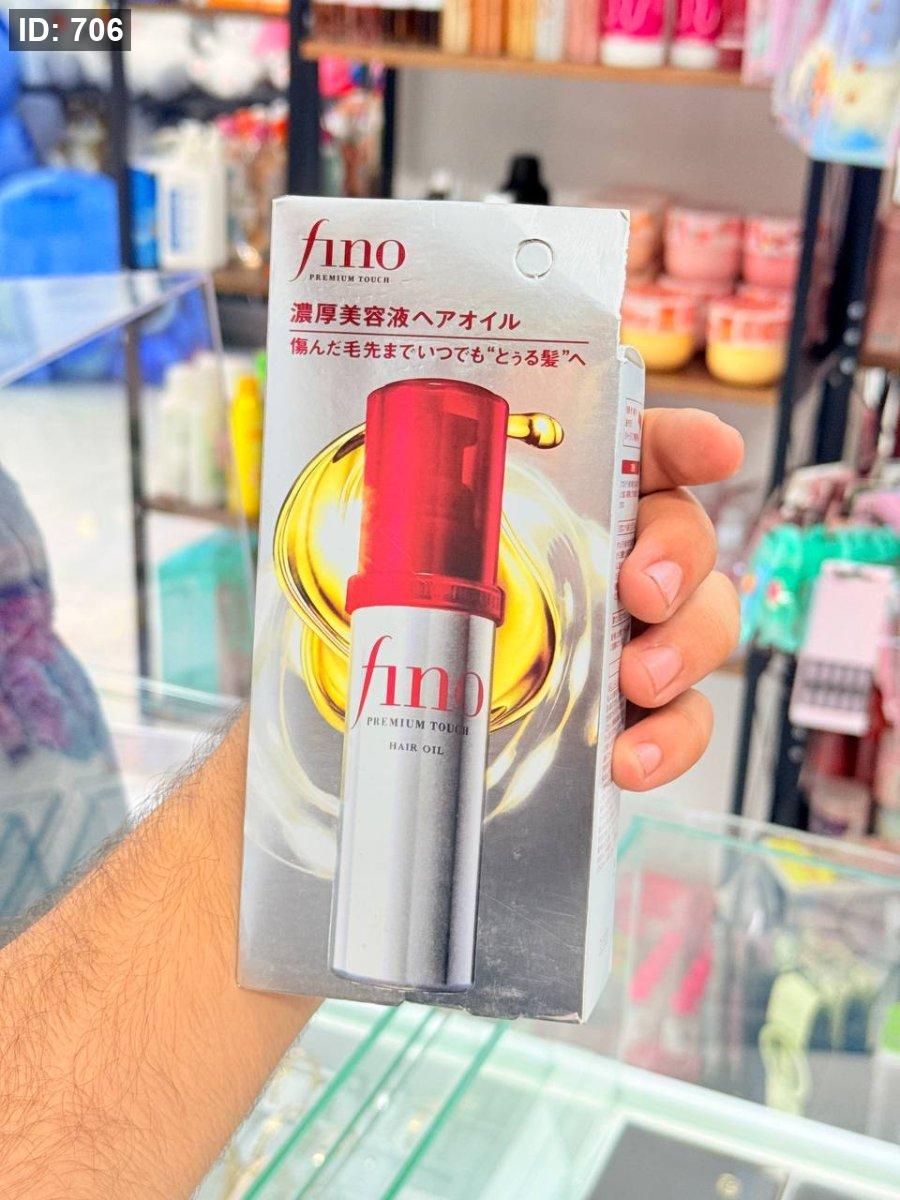 ID: 706
fino
PREMIUM TOUCH
濃厚美容液ヘアオイル
傷んだ毛先までいつでも“とぅる髪”へ
fino
PREMIUM TOUCH
HAIR OIL